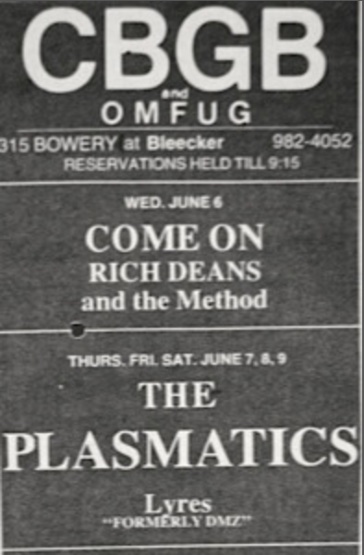 CBGB
and
OMFUG
315 BOWERY at Bleecker 982-4052
RESERVATIONS HELD TILL 9:15
WED. JUNE 6
COME ON
RICH DEANS
and the Method
THURS. FRI. SAT. JUNE 7, 8, 9
THE
PLASMATICS
Lyres
"FORMERLY DMZ"